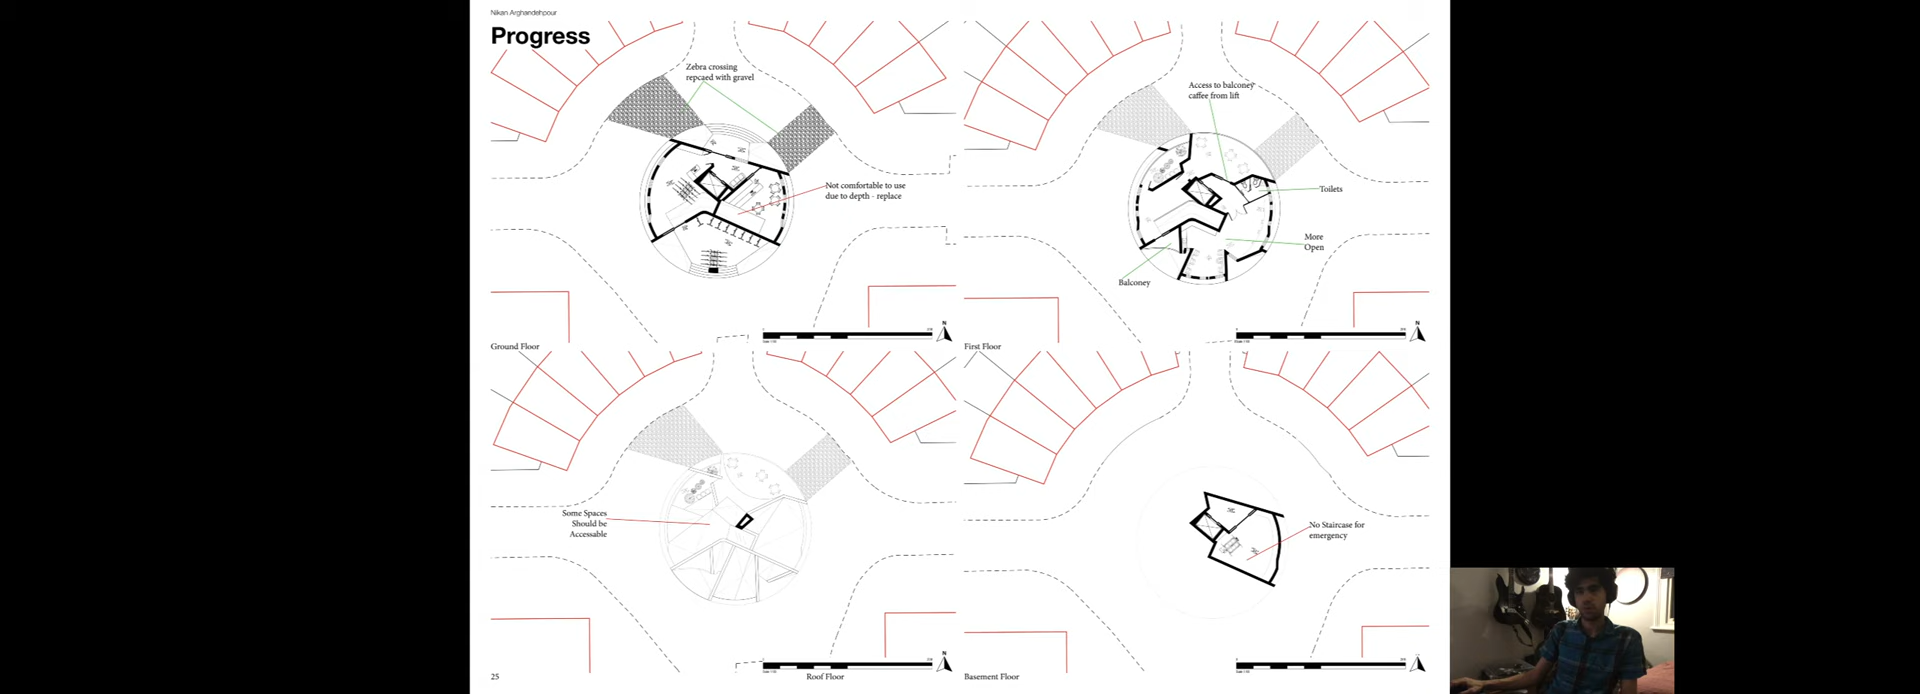 Nikan Arghandehpour
Progress
Zebra crossing
repcaed with gravel
Not comfortable to use
due to depth - replace
N
Ground Floor
Access to balconey
caffee from lift
Toilets
More
Open
Balconey
N
First Floor
Some Spaces
Should be
Accessable
N
25
Roof Floor
No Staircase for
emergency
Basement Floor